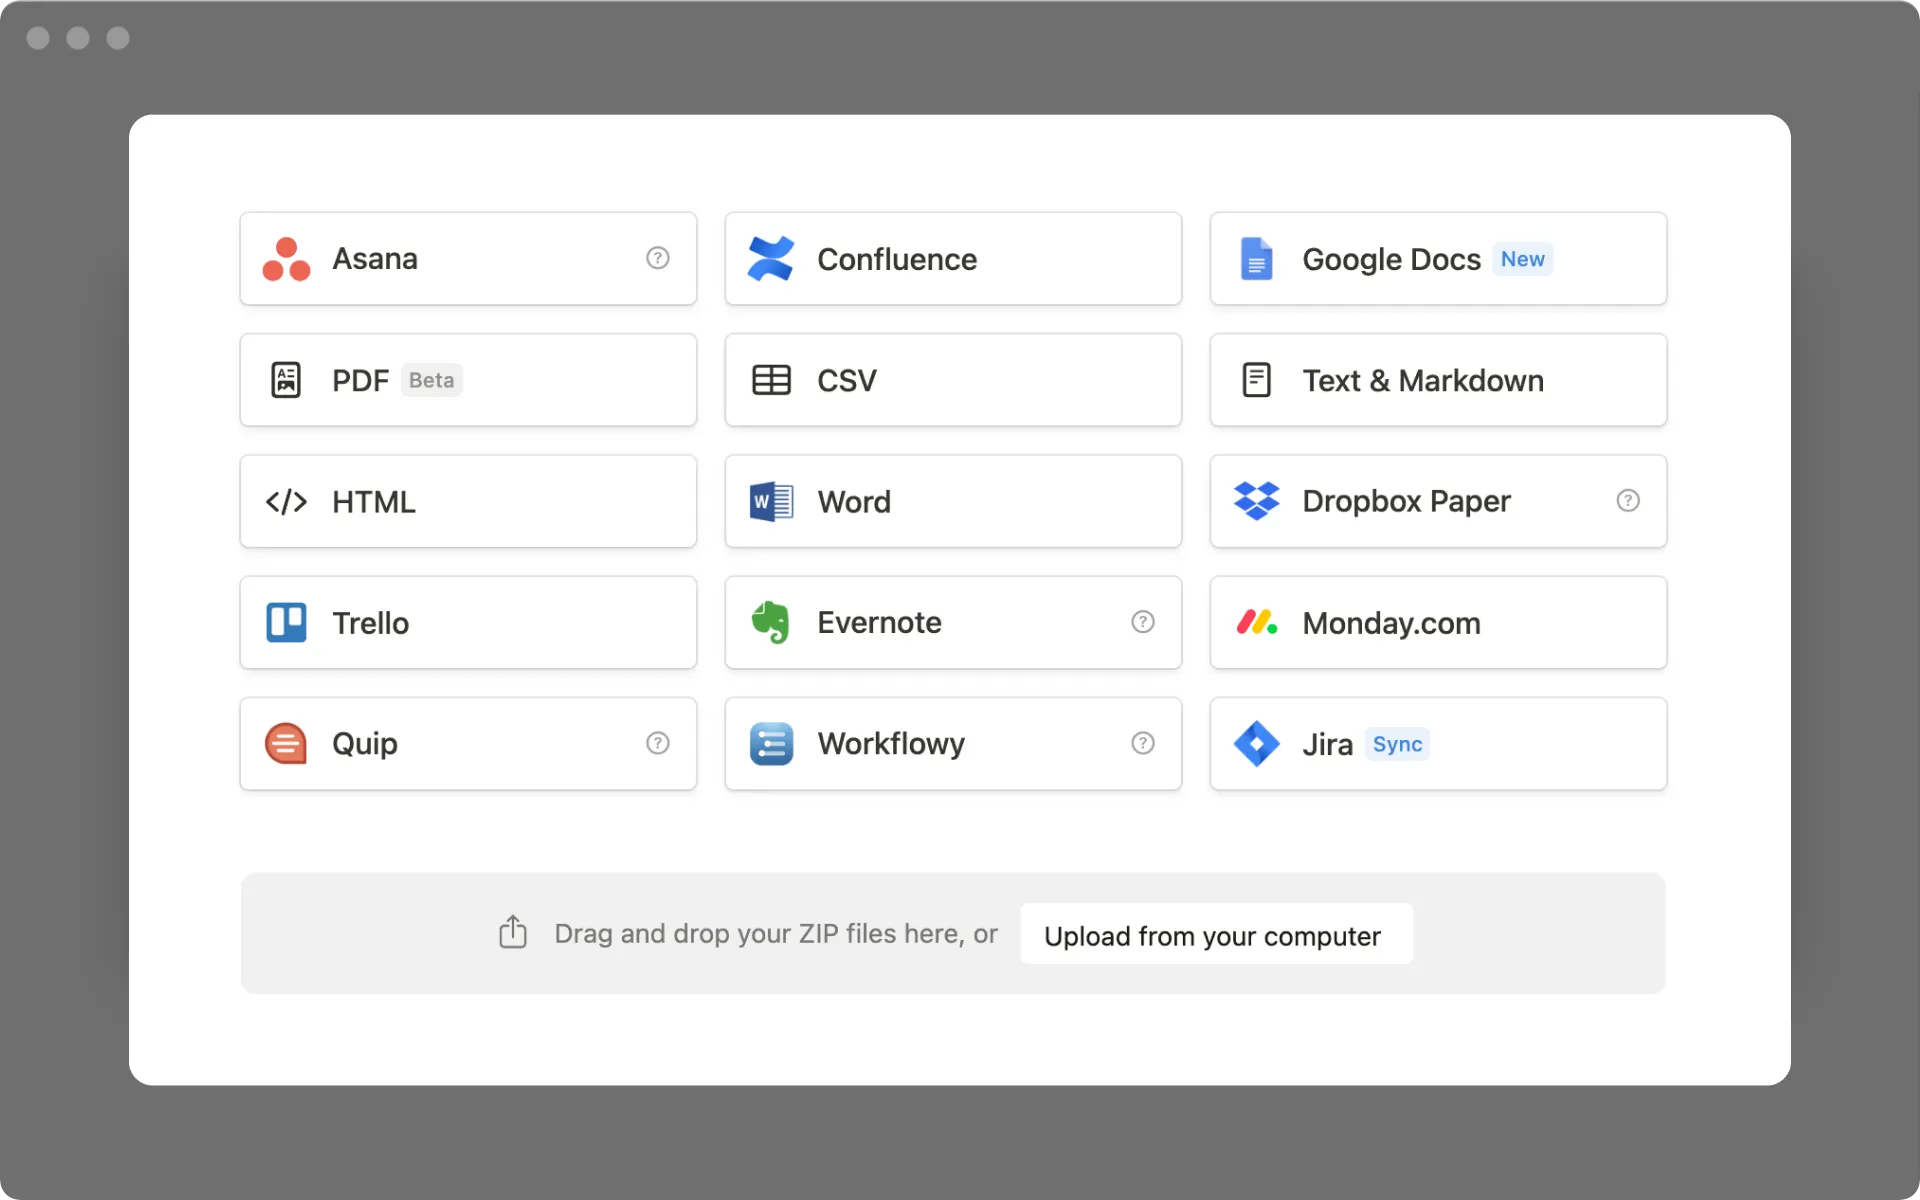 Asana
Confluence
Google Docs New
PDF Beta
CSV
Text & Markdown
HTML
Word
Dropbox Paper
Trello
Evernote
Monday.com
Quip
Workflowy
Jira Sync
Drag and drop your ZIP files here, or Upload from your computer